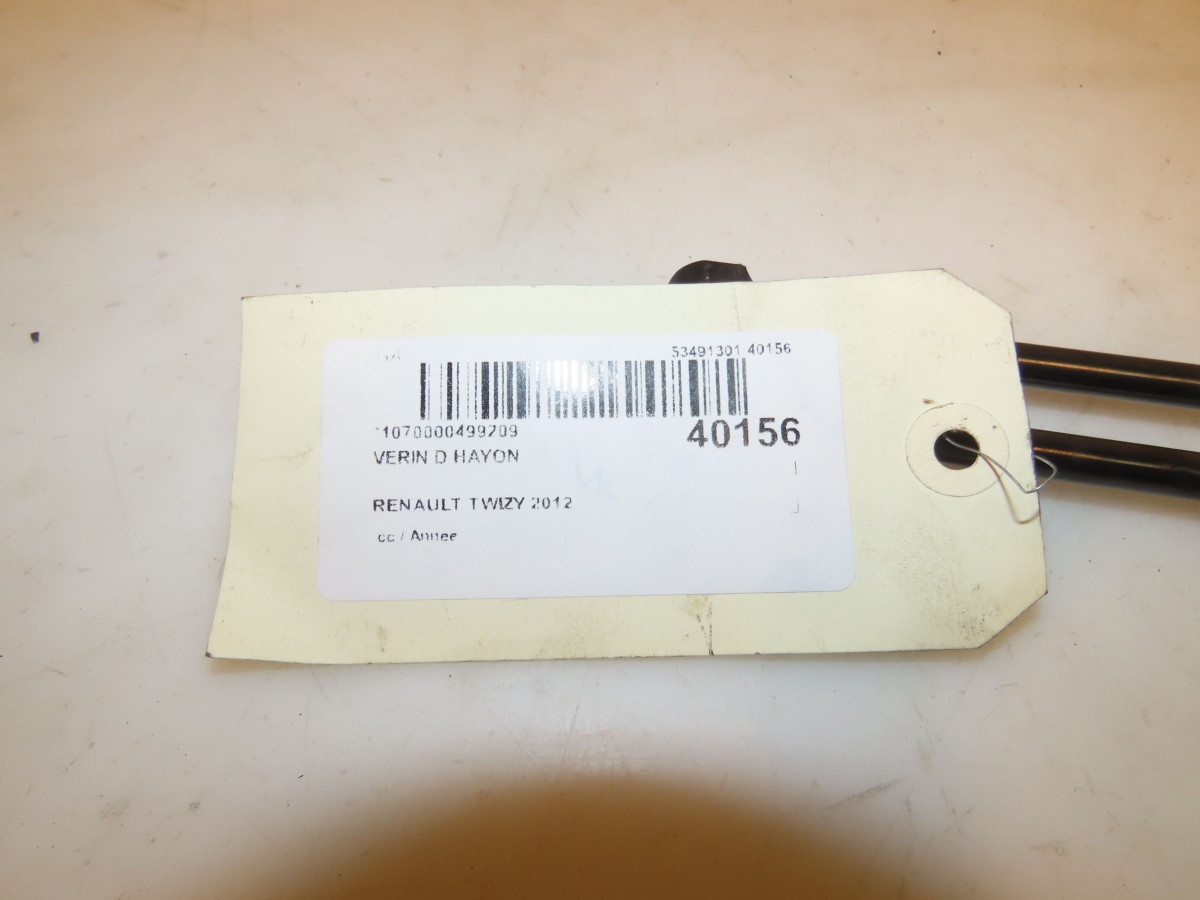 53491301 40156
*1070000499209
40156
VERIN D HAYON
RENAULT TWIZY 2012
cc / Annee